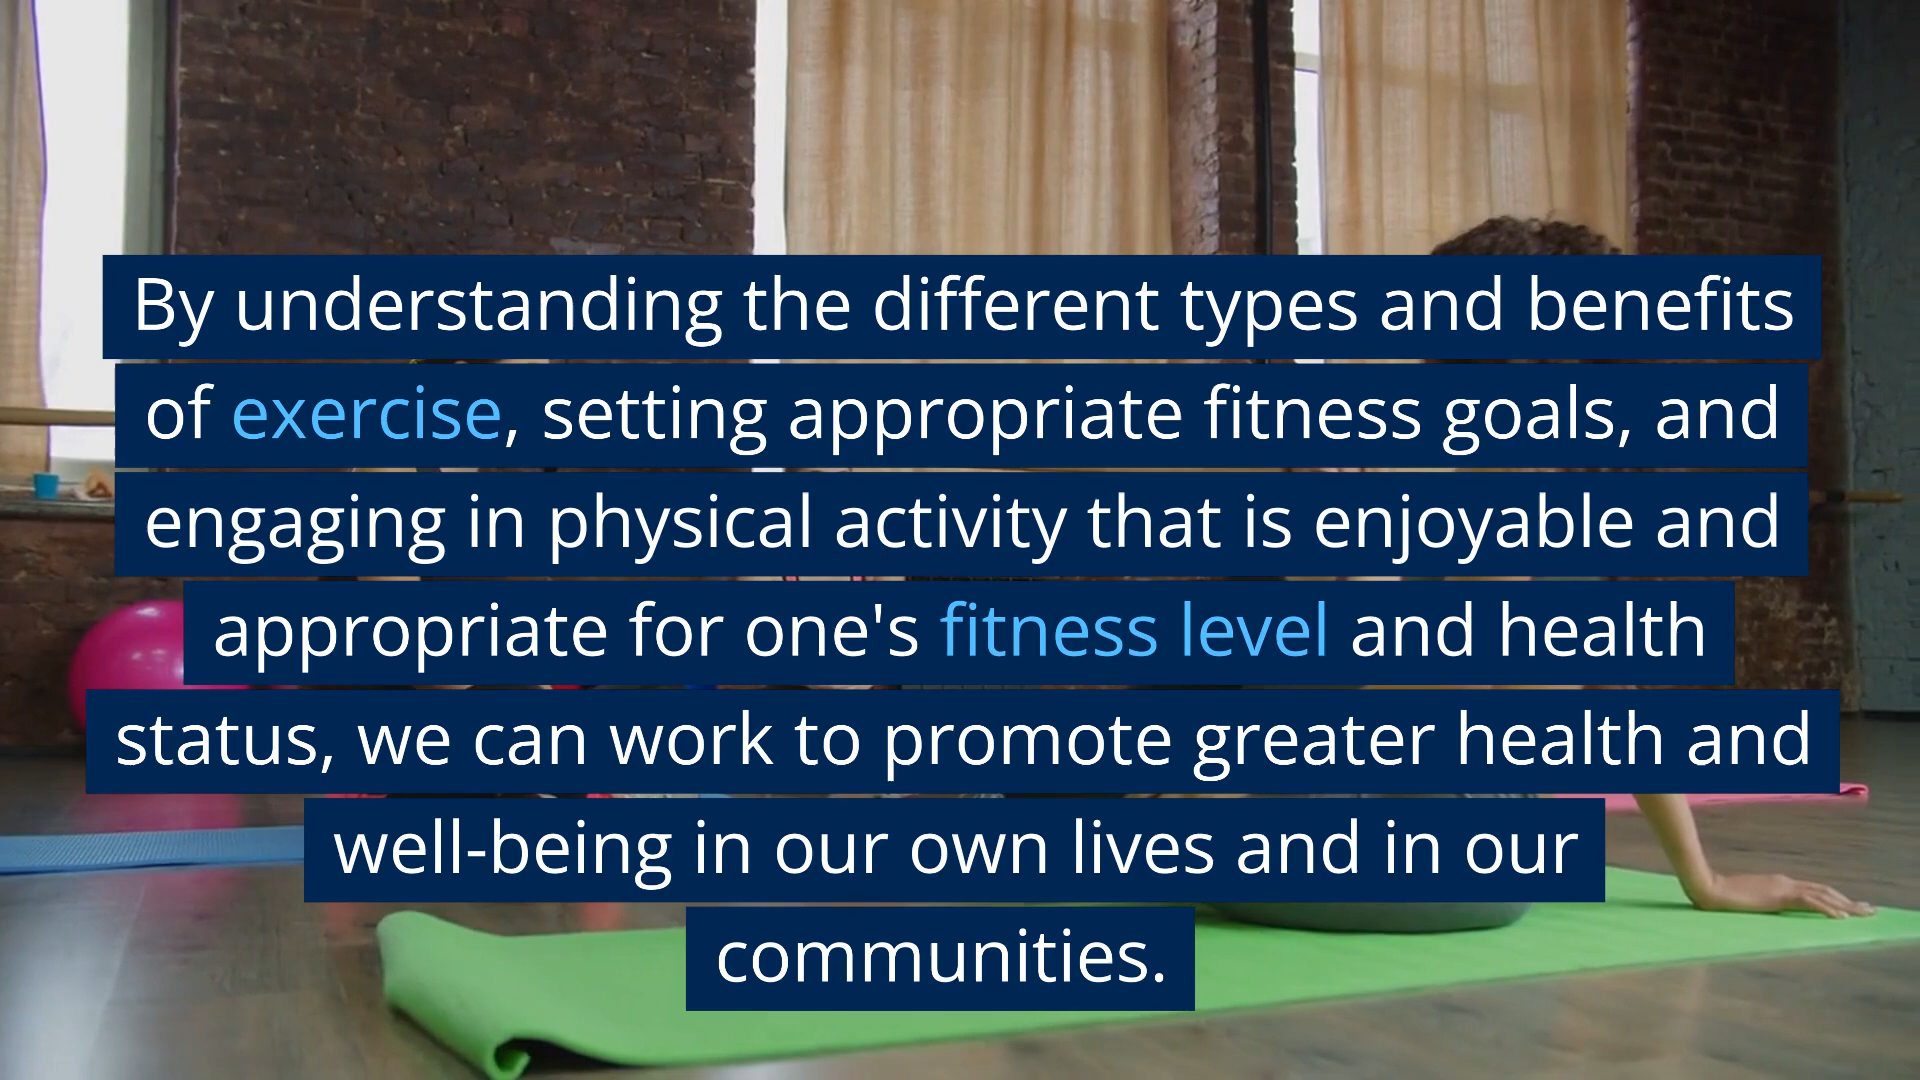 By understanding the different types and benefits
of exercise, setting appropriate fitness goals, and
engaging in physical activity that is enjoyable and
appropriate for one's fitness level and health
status, we can work to promote greater health and
well-being in our own lives and in our
communities.